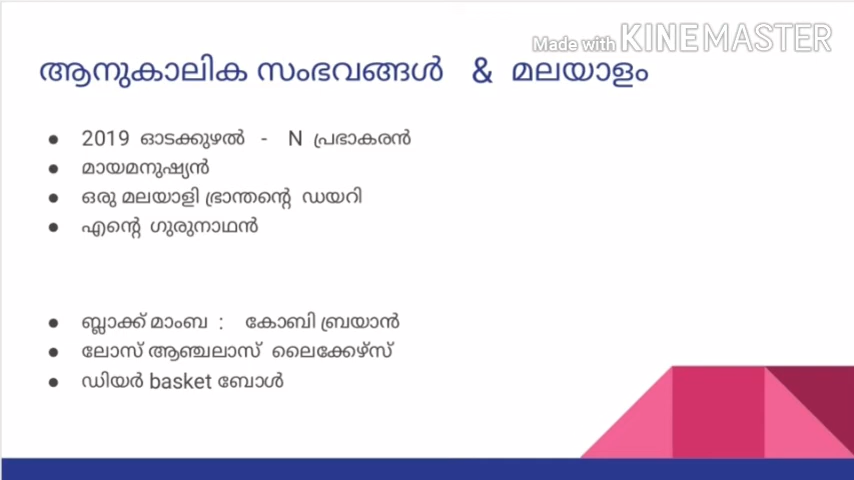 Made with KINEMASTER
ആനുകാലിക സംഭവങ്ങൾ & മലയാളം
● 2019 ഓടക്കുഴൽ - N പ്രഭാകരൻ
● മായമനുഷ്യൻ
● ഒരു മലയാളി ഭ്രാന്തന്റെ ഡയറി
● എന്റെ ഗുരുനാഥൻ
● ബ്ലാക്ക് മാംബ : കോബി ബ്രയാൻ
● ലോസ് ആഞ്ചലാസ് ലൈക്കേഴ്സ്
● ഡിയർ basket ബോൾ